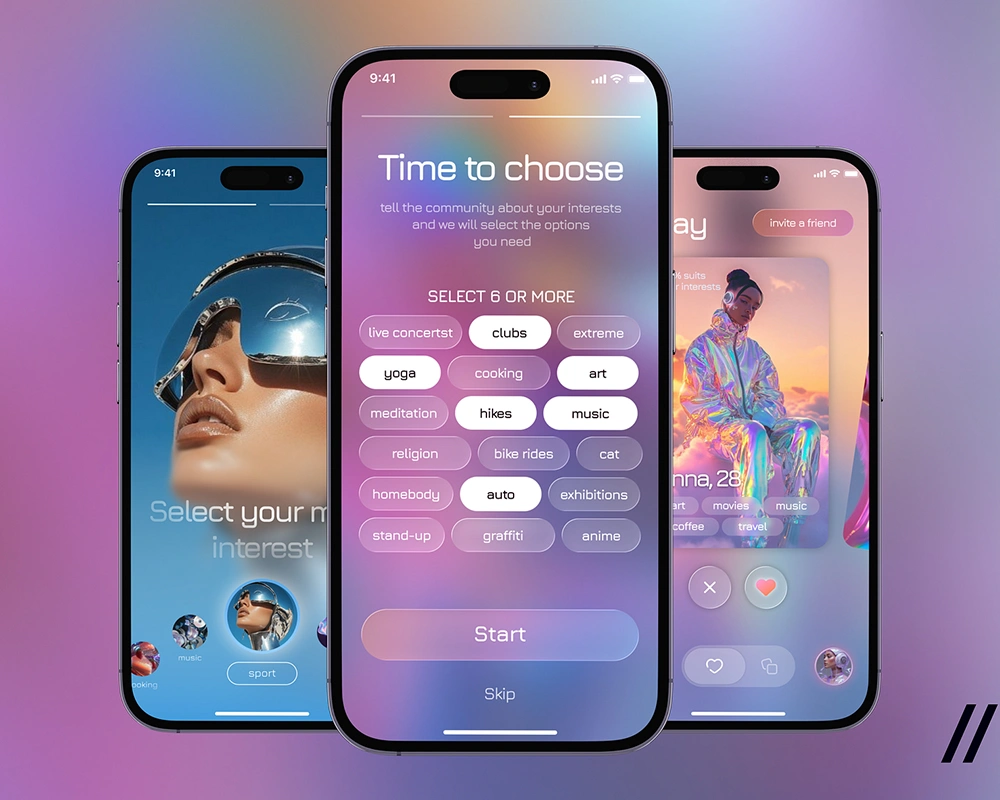 9:41
Select your m
interest
music
ooking
sport
9:41
Time to choose
tell the community about your interests
and we will select the options
you need
SELECT 6 OR MORE
live concertst clubs extreme
yoga cooking art
meditation hikes music
religion bike rides cat
homebody auto exhibitions
stand-up graffiti anime
Start
Skip
ay
invite a friend
% suits
r interests
nna, 28
art movies music
coffee travel
//